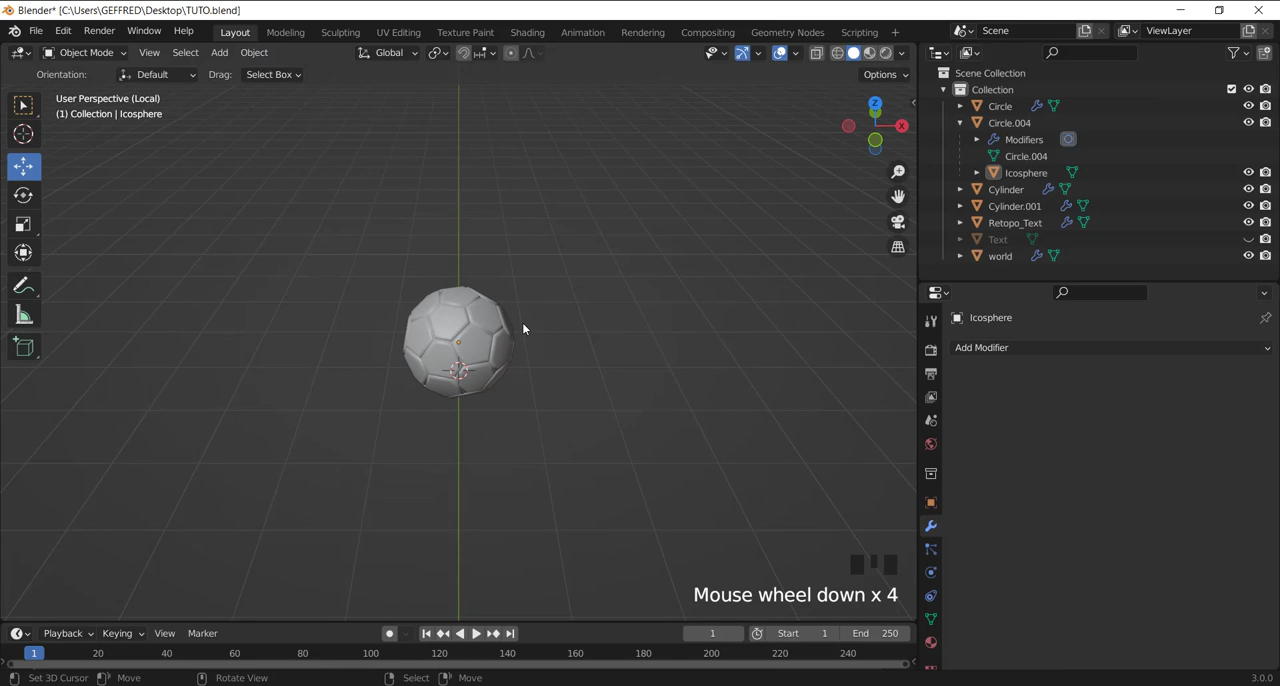 Blender* [C:\Users\GEFFRED\Desktop\TUTO.blend]
File Edit Render Window Help Layout Modeling Sculpting UV Editing Texture Paint Shading Animation Rendering Compositing Geometry Nodes Scripting + Scene ViewLayer
Object Mode View Select Add Object Global
Orientation: Default Drag: Select Box Options
User Perspective (Local)
(1) Collection | Icosphere
Z
X
Mouse wheel down x 4
Scene Collection
Collection
Circle
Circle.004
Modifiers
Circle.004
Icosphere
Cylinder
Cylinder.001
Retopo_Text
Text
world
Icosphere
Add Modifier
Playback Keying View Marker 1 Start 1 End 250
1 20 40 60 80 100 120 140 160 180 200 220 240
Set 3D Cursor Move Rotate View Select Move 3.0.0